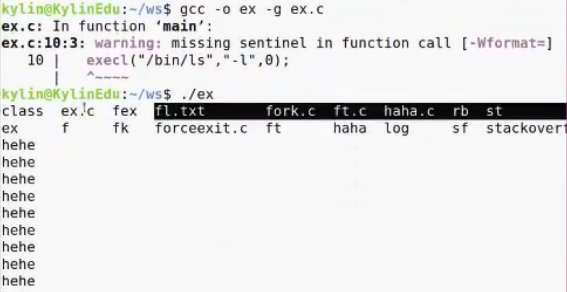 kylin@KylinEdu:~/ws$ gcc -o ex -g ex.c
ex.c: In function ‘main’:
ex.c:10:3: warning: missing sentinel in function call [-Wformat=]
   10 |   execl("/bin/ls","-l",0);
      |   ^~~~~
kylin@KylinEdu:~/ws$ ./ex
class  ex.c  fex  fl.txt       fork.c  ft.c  haha.c  rb  st
ex     f     fk   forceexit.c  ft      haha  log     sf  stackoverf
hehe
hehe
hehe
hehe
hehe
hehe
hehe
hehe
hehe